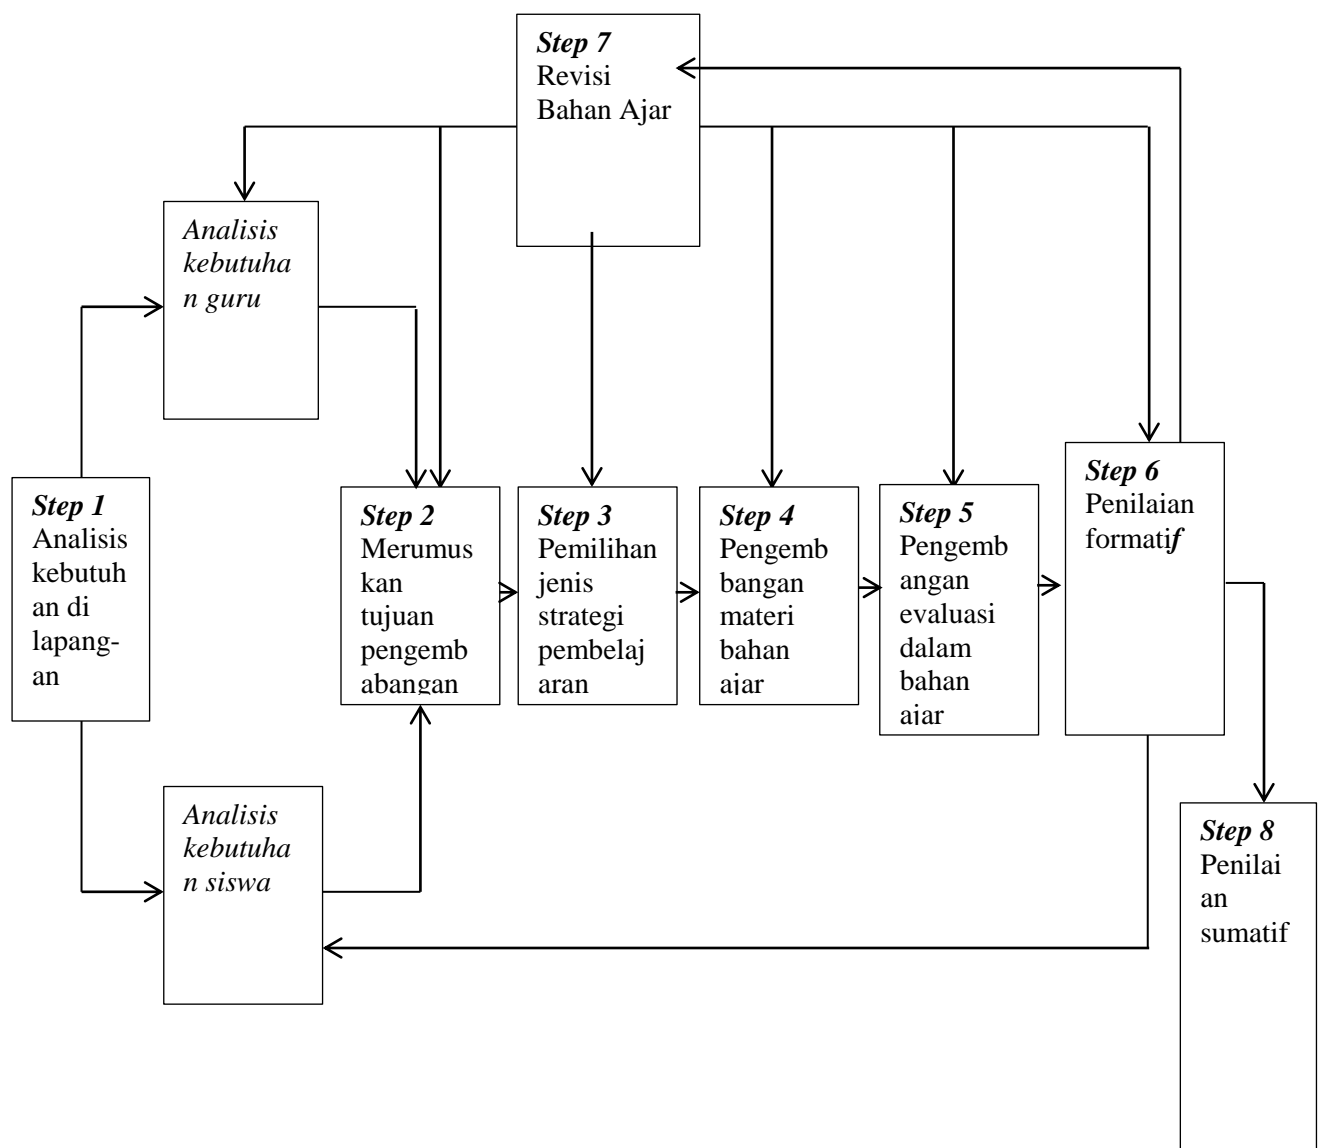 Step 7
Revisi
Bahan Ajar
Analisis
kebutuha
n guru
Step 1
Analisis
kebutuh
an di
lapang-
an
Step 2
Merumus
kan
tujuan
pengemb
abangan
Step 3
Pemilihan
jenis
strategi
pembelaj
aran
Step 4
Pengemb
bangan
materi
bahan
ajar
Step 5
Pengemb
angan
evaluasi
dalam
bahan
ajar
Step 6
Penilaian
formatif
Analisis
kebutuha
n siswa
Step 8
Penilai
an
sumatif